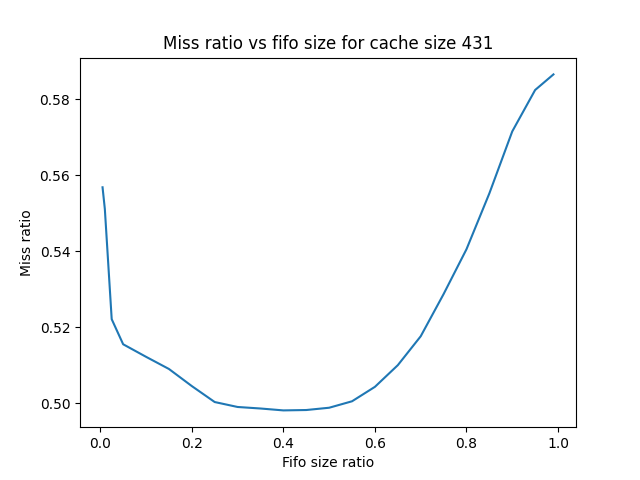 Miss ratio vs fifo size for cache size 431
0.58
0.56
0.54
0.52
0.50
Miss ratio
0.0 0.2 0.4 0.6 0.8 1.0
Fifo size ratio